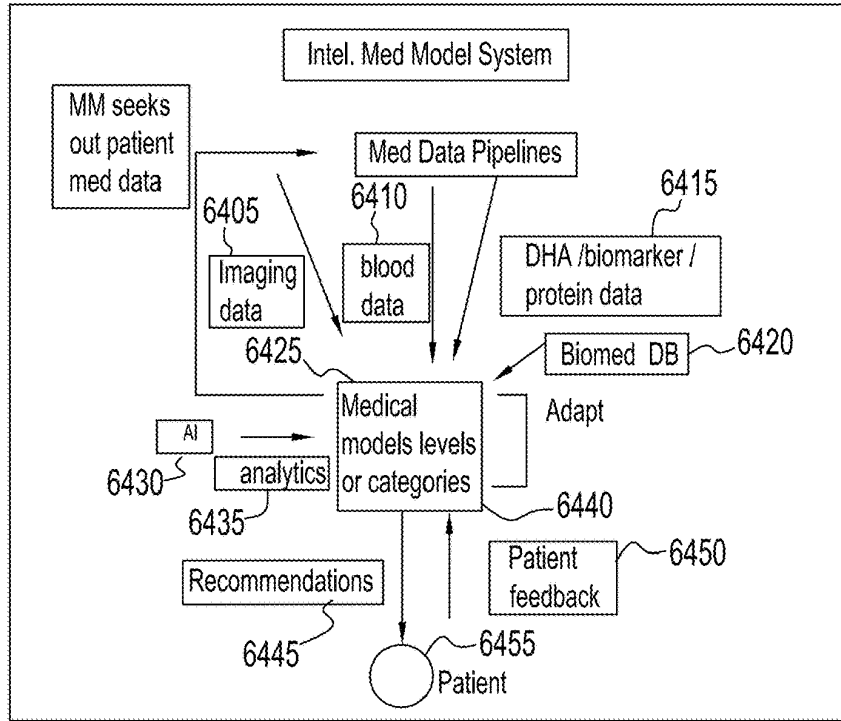 Intel. Med Model System
MM seeks
out patient
med data
Med Data Pipelines
6405
6410
6415
Imaging
data
blood
data
DHA /biomarker /
protein data
6425
Biomed DB
6420
Medical
models levels
or categories
Adapt
AI
6430
analytics
6435
6440
Recommendations
6445
Patient
feedback
6450
6455
Patient